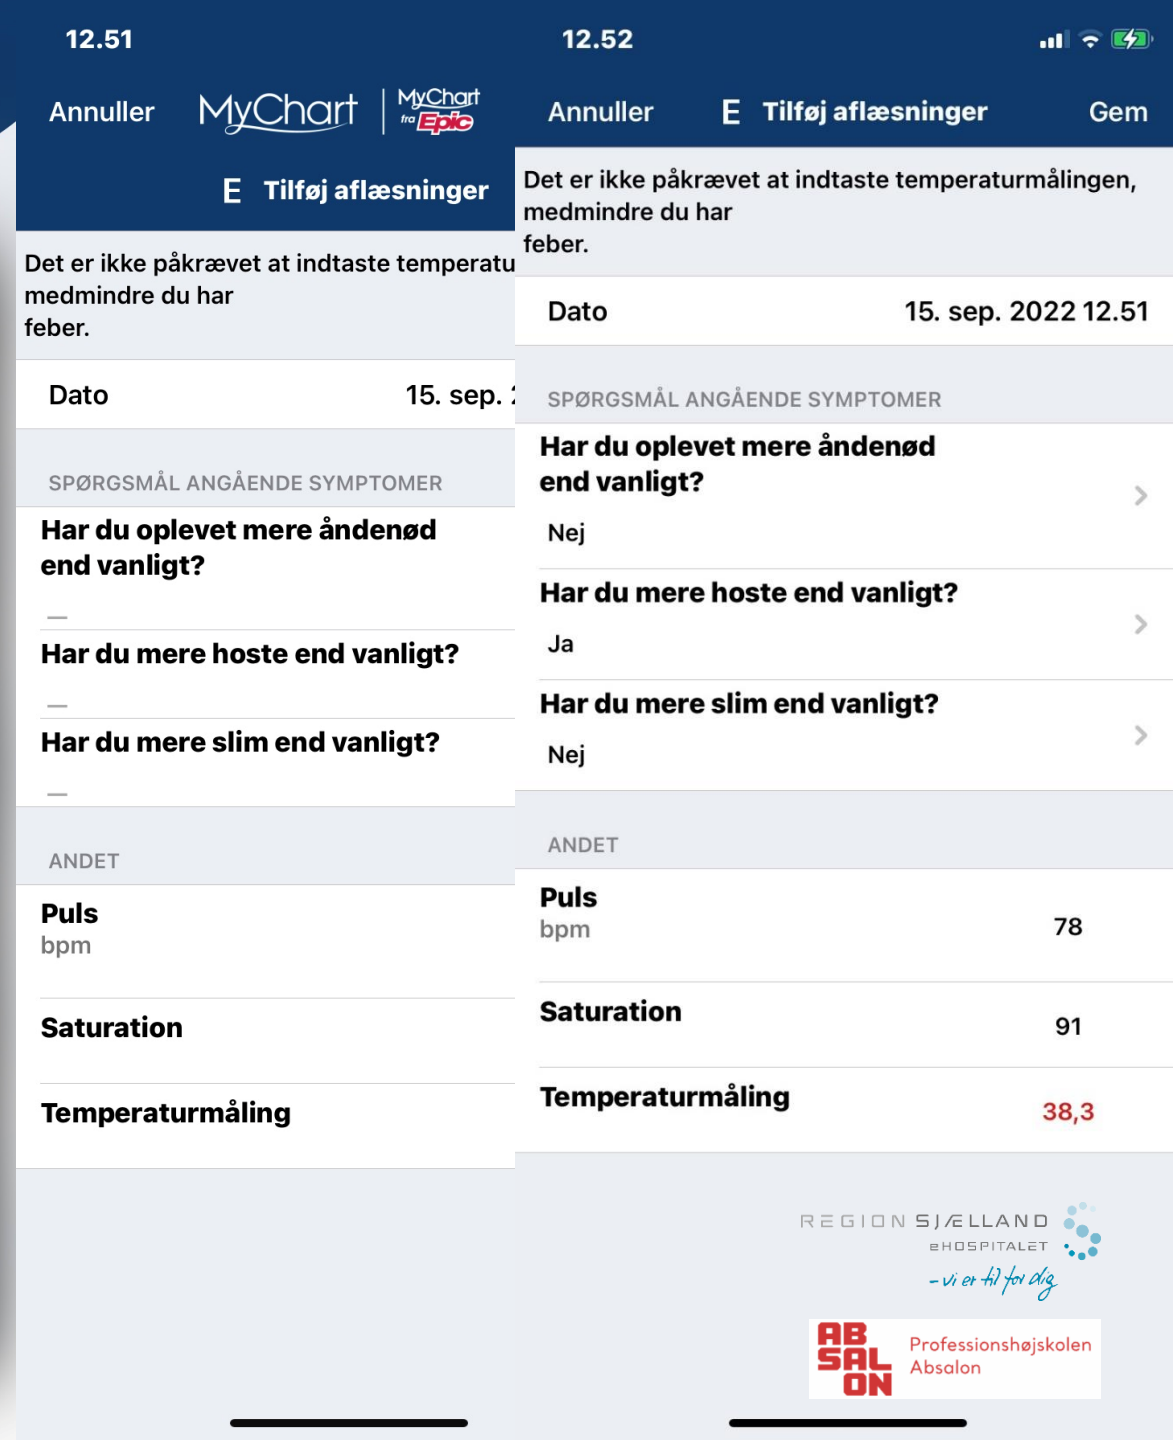 12.51
Annuller
MyChart
MyChart
fra Epic
E Tilføj aflæsninger
Det er ikke påkrævet at indtaste temperatu
medmindre du har
feber.
Dato
15. sep.
SPØRGSMÅL ANGÅENDE SYMPTOMER
Har du oplevet mere åndenød
end vanligt?
—
Har du mere hoste end vanligt?
—
Har du mere slim end vanligt?
—
ANDET
Puls
bpm
Saturation
Temperaturmåling
12.52
Annuller
E Tilføj aflæsninger
Gem
Det er ikke påkrævet at indtaste temperaturmålingen,
medmindre du har
feber.
Dato
15. sep. 2022 12.51
SPØRGSMÅL ANGÅENDE SYMPTOMER
Har du oplevet mere åndenød
end vanligt?
Nej
Har du mere hoste end vanligt?
Ja
Har du mere slim end vanligt?
Nej
ANDET
Puls
bpm
78
Saturation
91
Temperaturmåling
38,3
REGION SJÆLLAND
eHOSPITALET
- vi er til for dig
ABSALON
Professionshøjskolen
Absalon